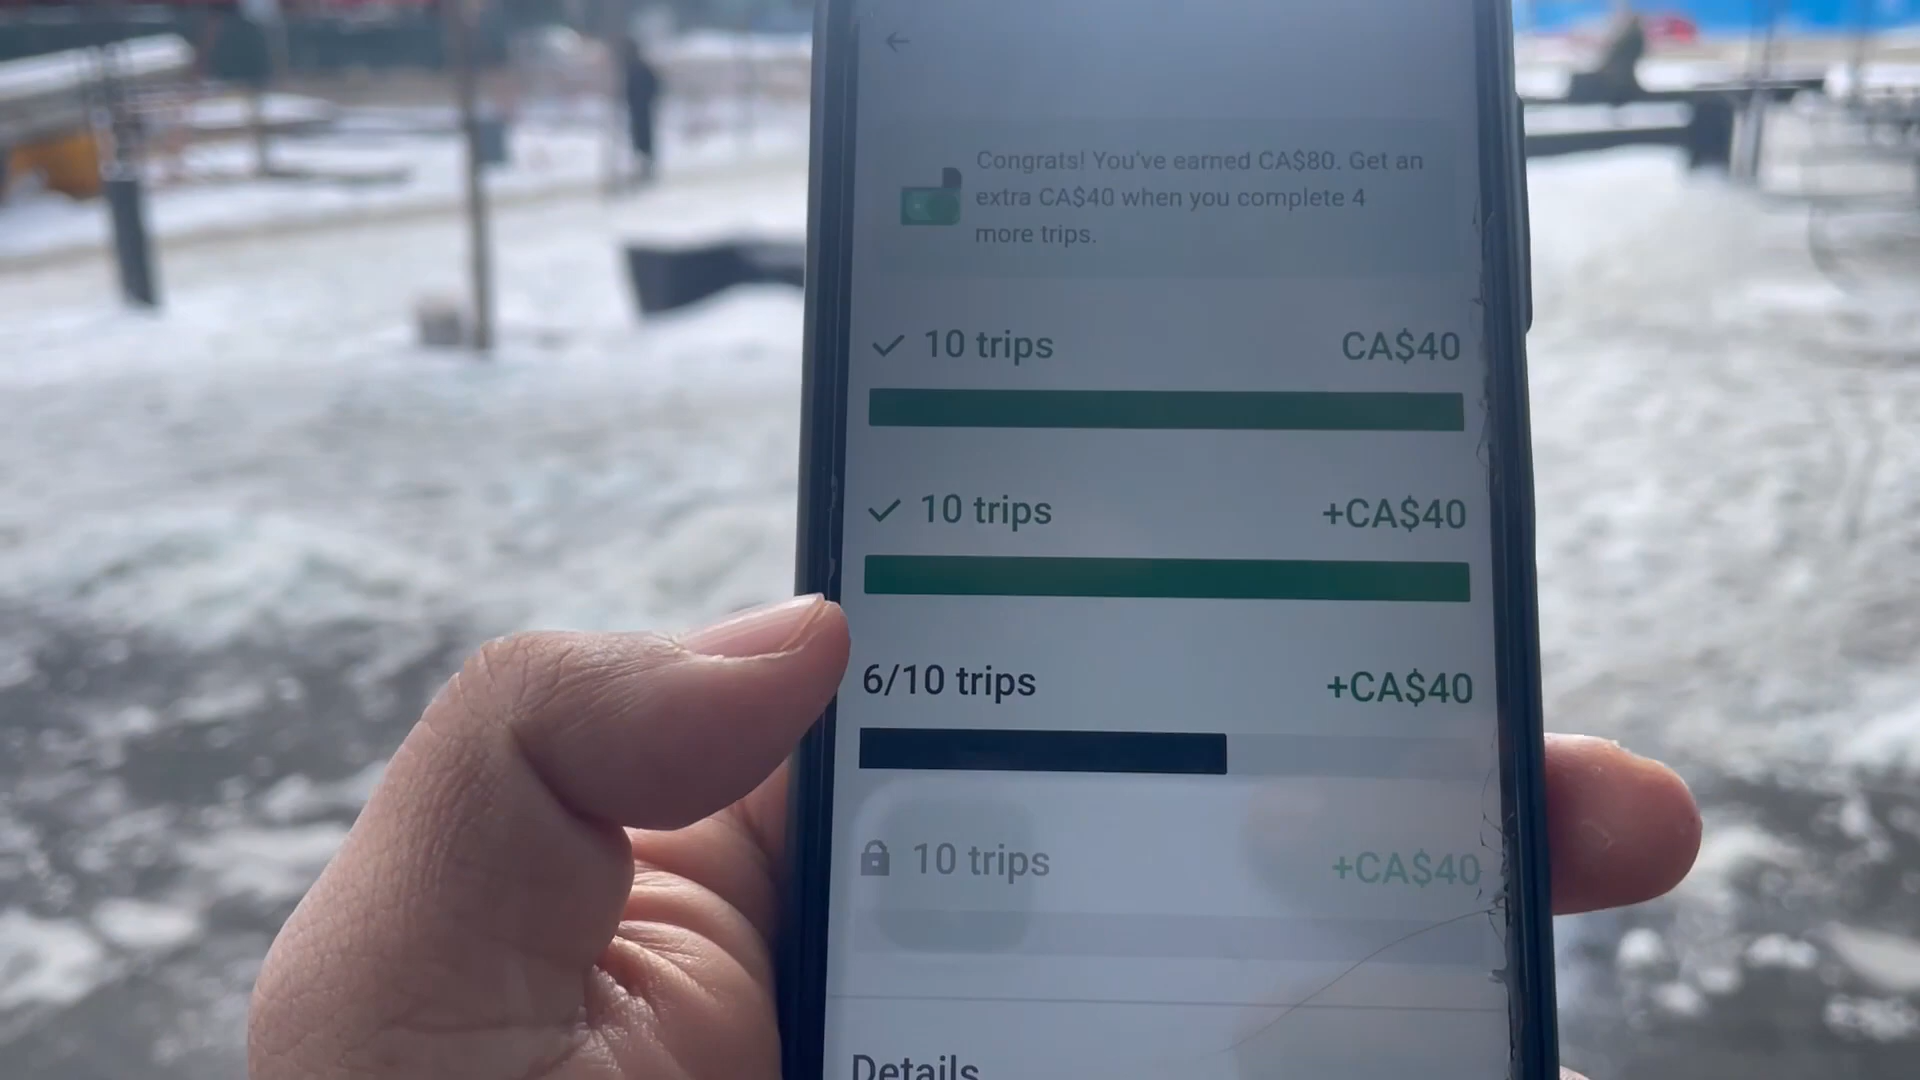 Congrats! You've earned CA$80. Get an
extra CA$40 when you complete 4
more trips.
10 trips CA$40
10 trips +CA$40
6/10 trips +CA$40
10 trips +CA$40
Details